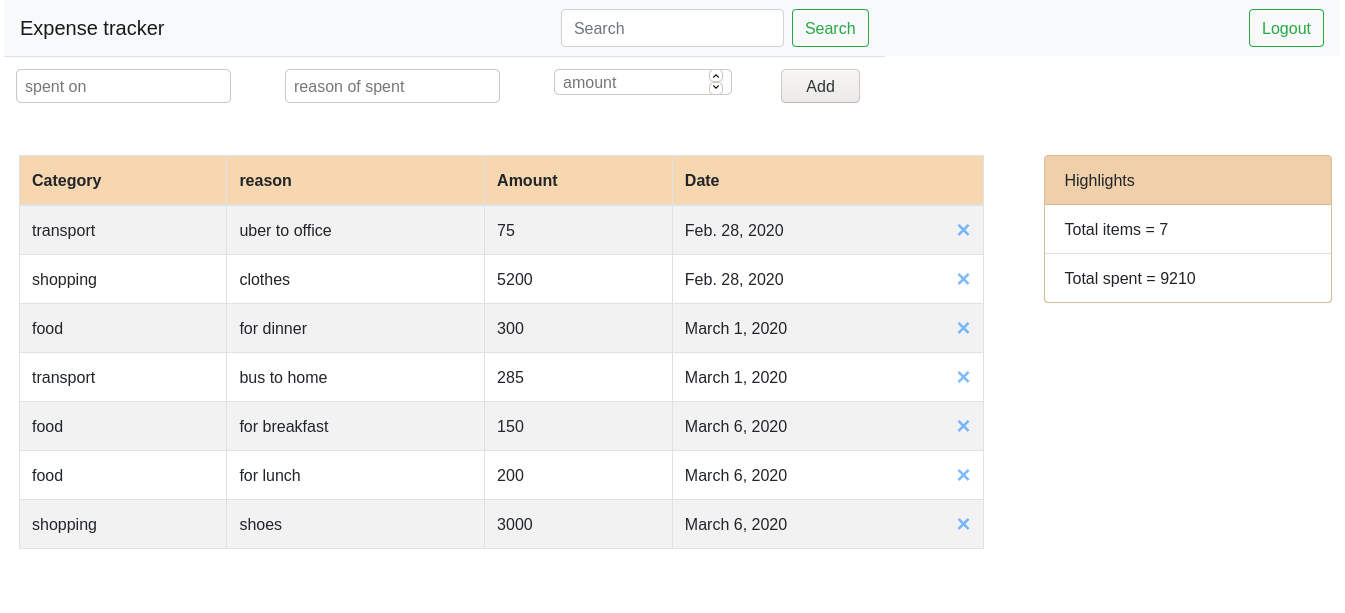 Expense tracker Search Search Logout
spent on reason of spent amount Add
Category reason Amount Date
transport uber to office 75 Feb. 28, 2020
shopping clothes 5200 Feb. 28, 2020
food for dinner 300 March 1, 2020
transport bus to home 285 March 1, 2020
food for breakfast 150 March 6, 2020
food for lunch 200 March 6, 2020
shopping shoes 3000 March 6, 2020
Highlights
Total items = 7
Total spent = 9210